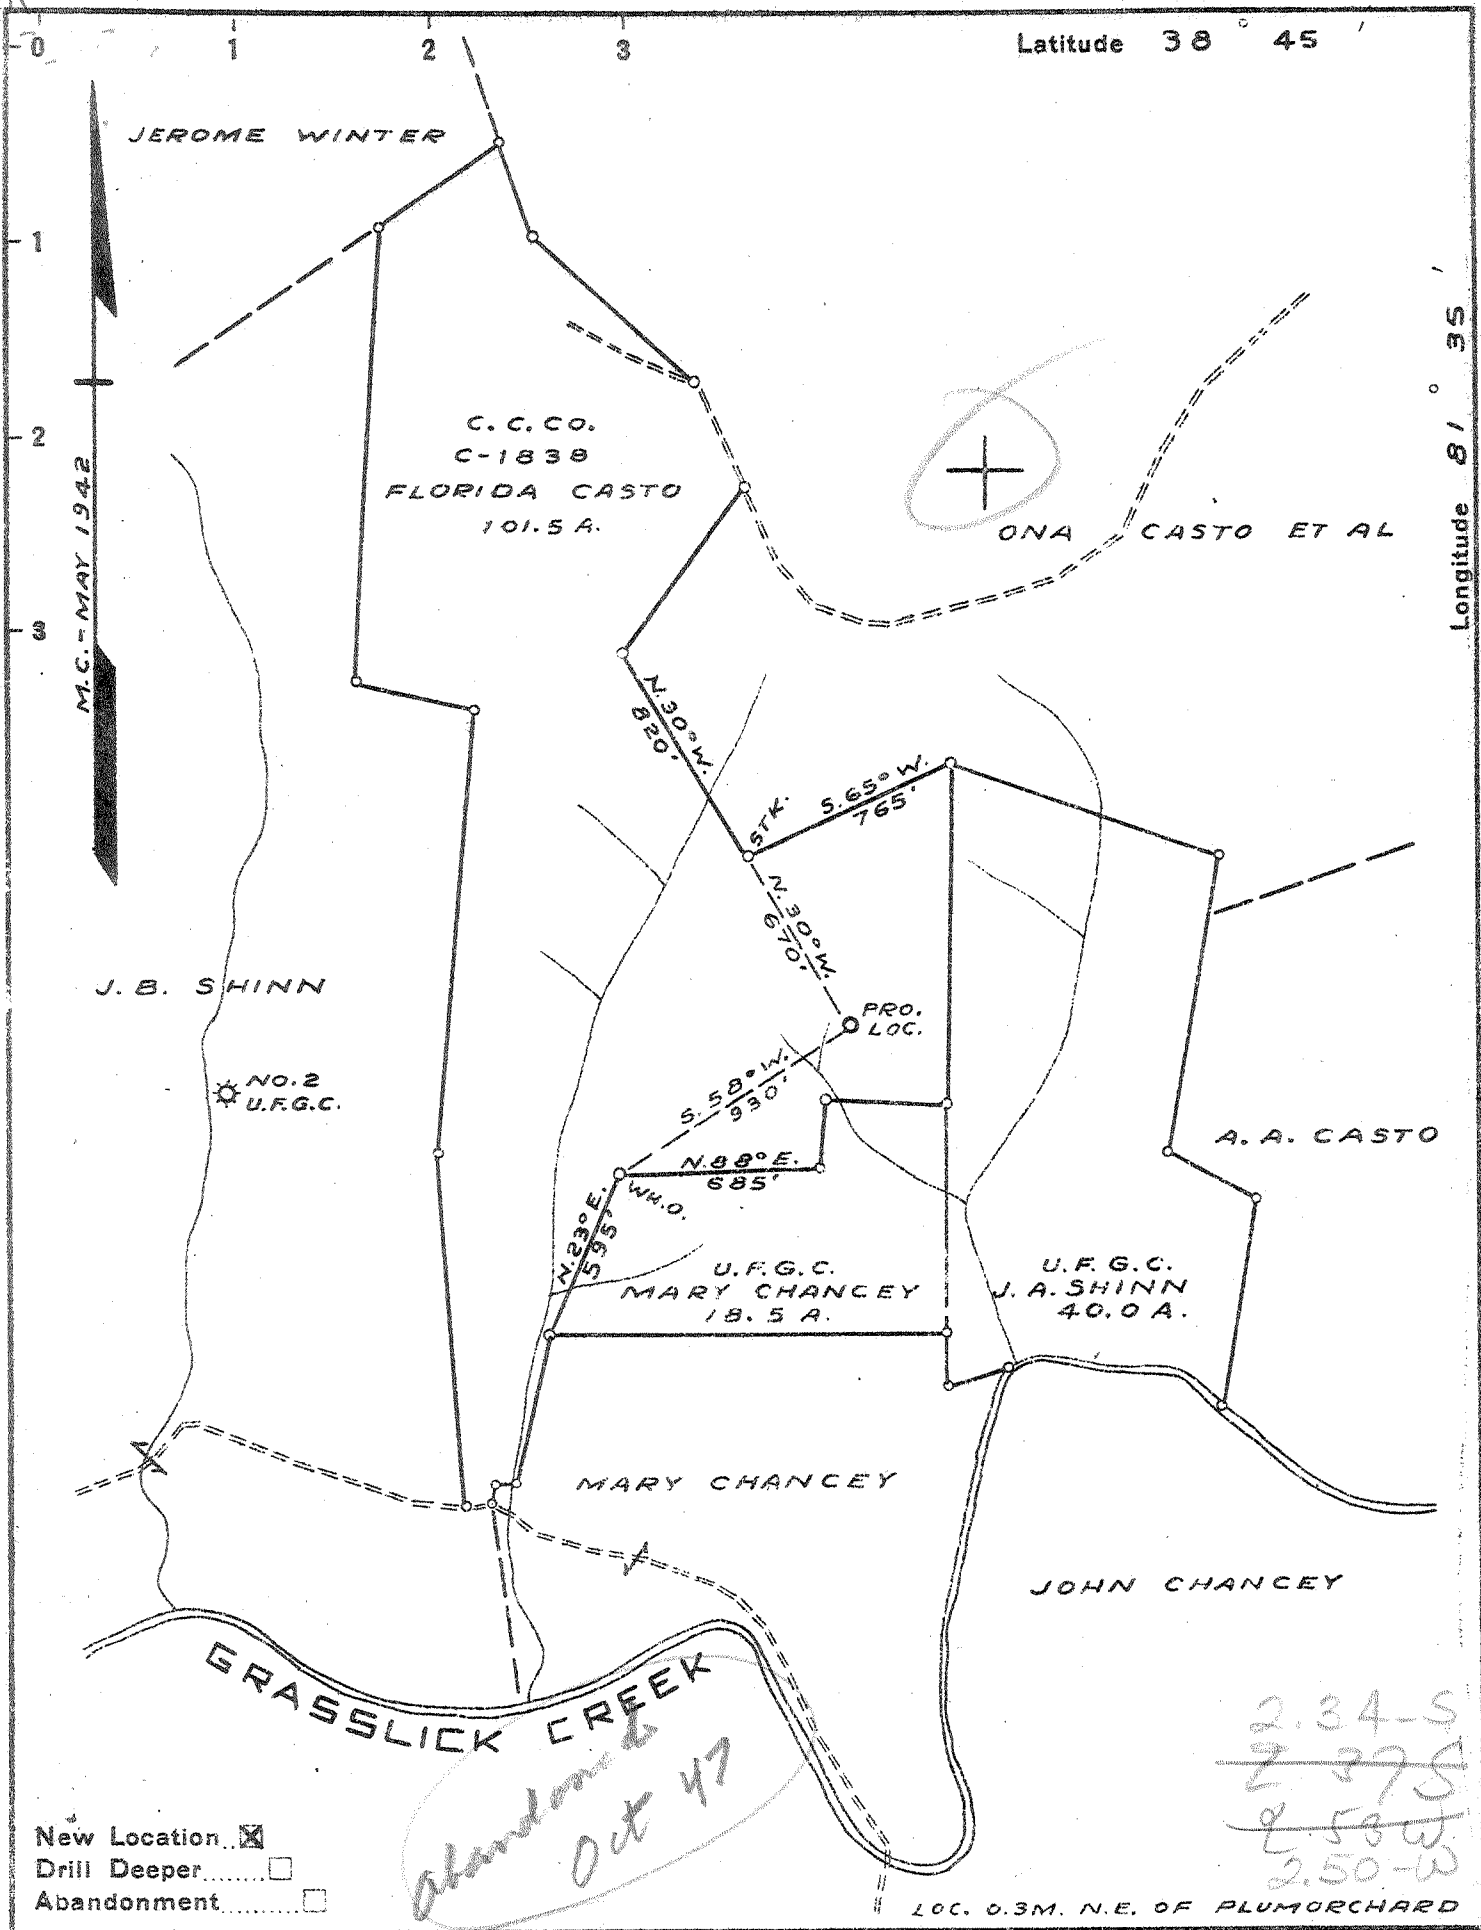 0 1 2 3
Latitude 38° 45'
JEROME WINTER
1
2
3
Longitude 81° 35'
M.C.-MAY 1942
C. C. CO.
C-1838
FLORIDA CASTO
101.5 A.
ONA CASTO ET AL
N.30°W.
820'
STK.
S.65°W.
765'
N.30°W.
670'
J. B. SHINN
PRO.
LOC.
NO.2
U.F.G.C.
S.58°W.
930'
A. A. CASTO
N.88°E.
685'
WH.O.
N.23°E.
595'
U.F.G.C.
MARY CHANCEY
18.5 A.
U. F. G. C.
J. A. SHINN
40.0 A.
MARY CHANCEY
JOHN CHANCEY
GRASSLICK CREEK
abandoned
Oct 47
2.34-S
2 37 S
2.53 W
2.50-W
New Location..☒
Drill Deeper........☐
Abandonment..........☐
LOC. 0.3M. N.E. OF PLUMORCHARD